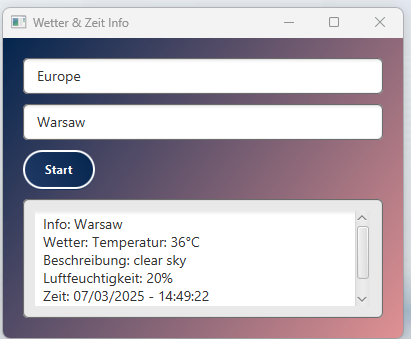 Wetter & Zeit Info
Europe
Warsaw
Start
Info: Warsaw
Wetter: Temperatur: 36°C
Beschreibung: clear sky
Luftfeuchtigkeit: 20%
Zeit: 07/03/2025 - 14:49:22